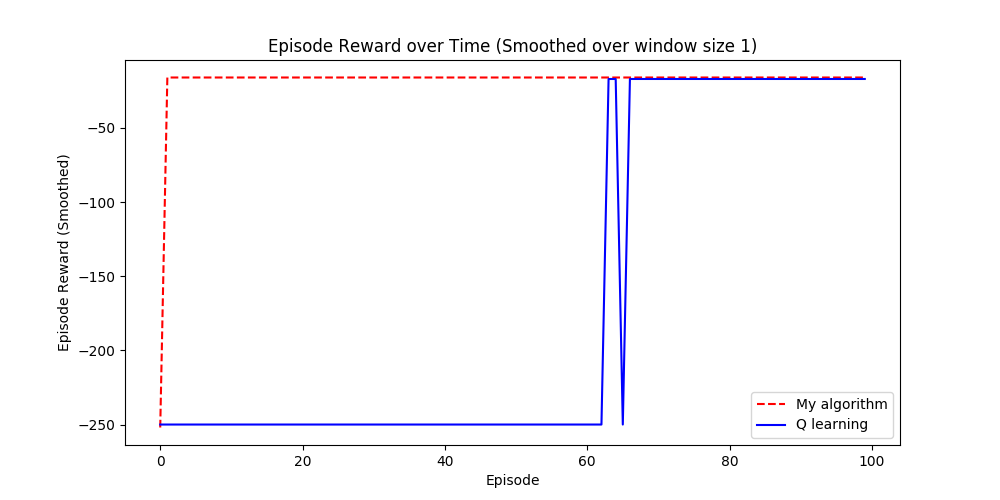 Episode Reward over Time (Smoothed over window size 1)
Episode Reward (Smoothed)
−50
−100
−150
−200
−250
0
20
40
60
80
100
Episode
My algorithm
Q learning